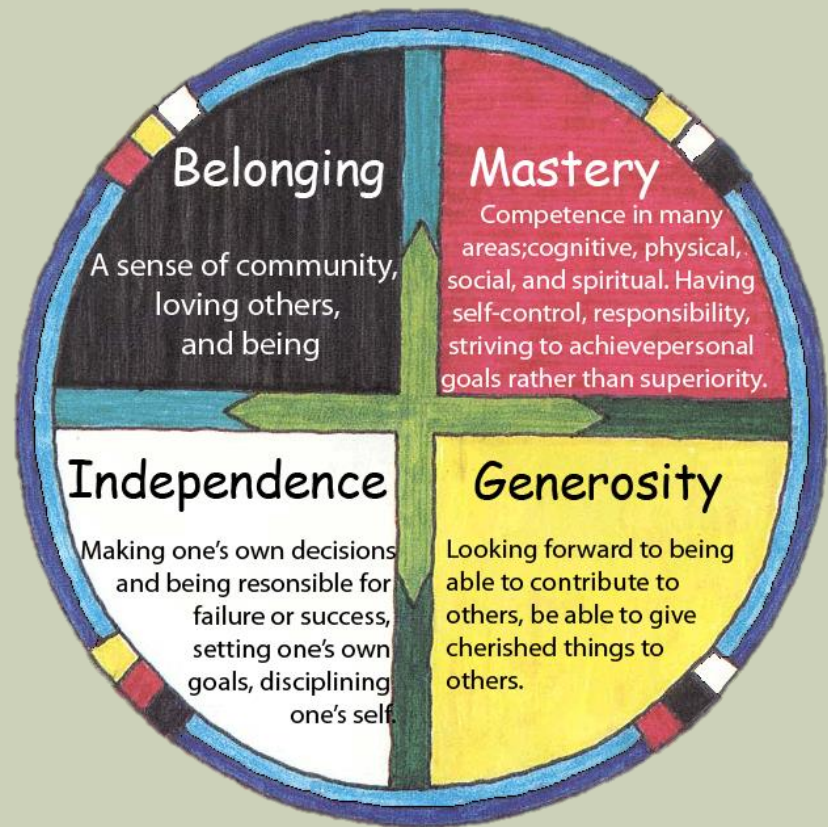 Belonging
A sense of community,
loving others,
and being
Mastery
Competence in many
areas;cognitive, physical,
social, and spiritual. Having
self-control, responsibility,
striving to achievepersonal
goals rather than superiority.
Independence
Making one's own decisions
and being resonsible for
failure or success,
setting one's own
goals, disciplining
one's self.
Generosity
Looking forward to being
able to contribute to
others, be able to give
cherished things to
others.